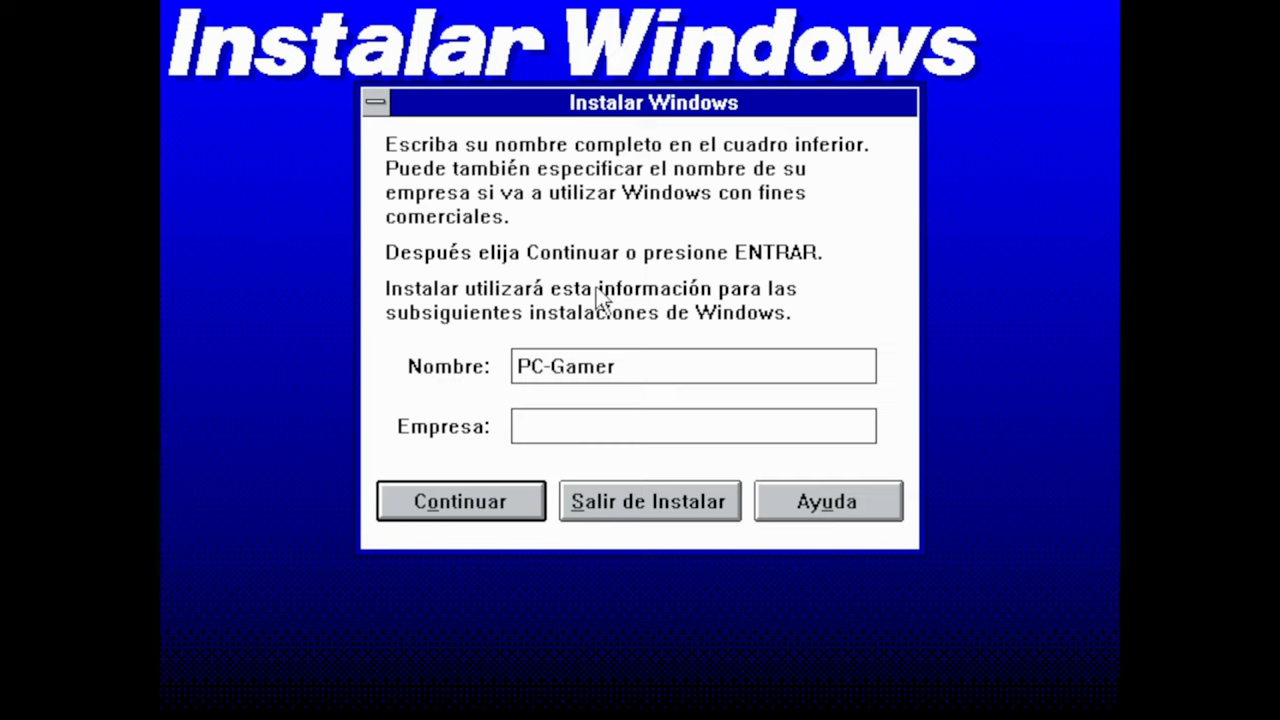 Instalar Windows
Instalar Windows
Escriba su nombre completo en el cuadro inferior.
Puede también especificar el nombre de su
empresa si va a utilizar Windows con fines
comerciales.
Después elija Continuar o presione ENTRAR.
Instalar utilizará esta información para las
subsiguientes instalaciones de Windows.
Nombre: PC-Gamer
Empresa:
Continuar Salir de Instalar Ayuda